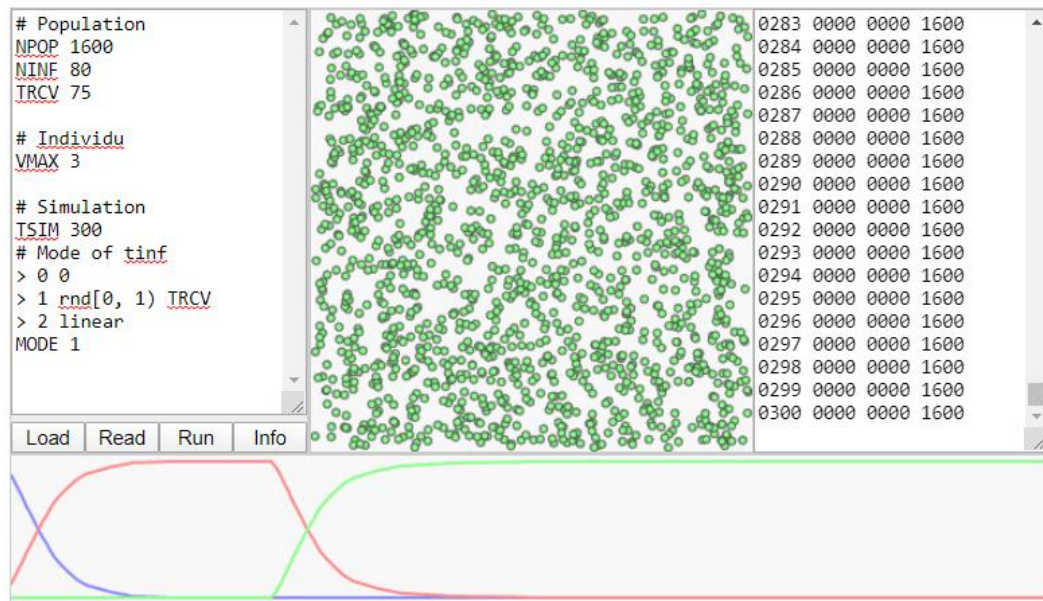 # Population
NPOP 1600
NINF 80
TRCV 75
# Individu
VMAX 3
# Simulation
TSIM 300
# Mode of tinf
> 0 0
> 1 rnd[0, 1) TRCV
> 2 linear
MODE 1
Load Read Run Info
0283 0000 0000 1600
0284 0000 0000 1600
0285 0000 0000 1600
0286 0000 0000 1600
0287 0000 0000 1600
0288 0000 0000 1600
0289 0000 0000 1600
0290 0000 0000 1600
0291 0000 0000 1600
0292 0000 0000 1600
0293 0000 0000 1600
0294 0000 0000 1600
0295 0000 0000 1600
0296 0000 0000 1600
0297 0000 0000 1600
0298 0000 0000 1600
0299 0000 0000 1600
0300 0000 0000 1600